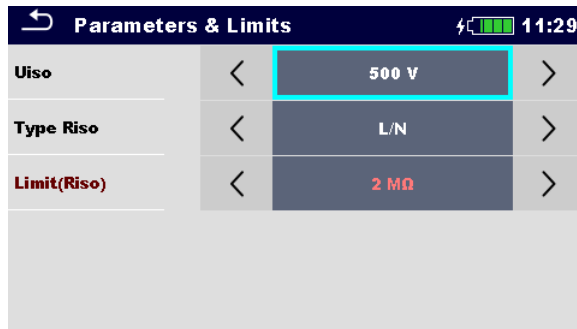 Parameters & Limits 11:29
Uiso 500 V
Type Riso L/N
Limit(Riso) 2 MΩ